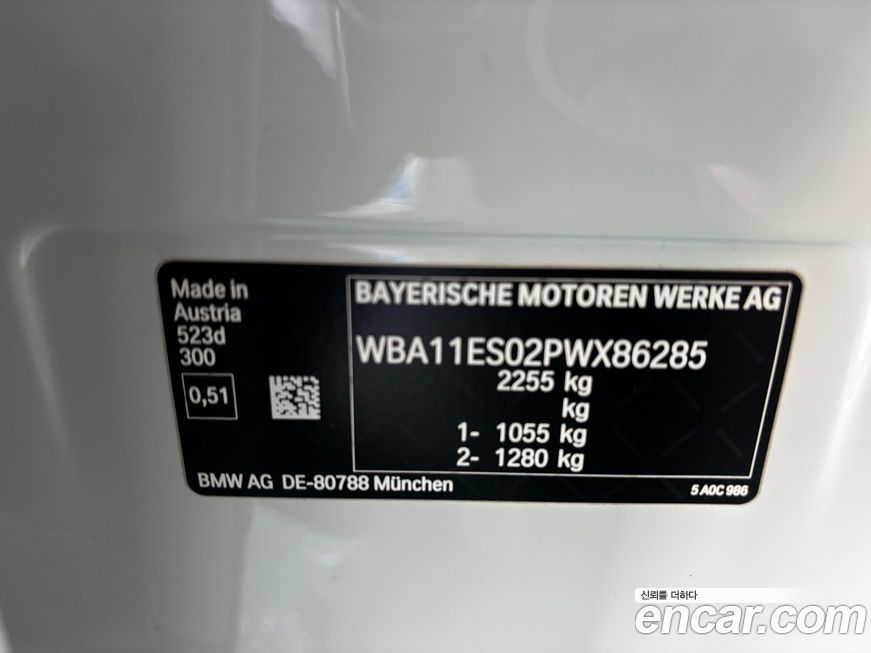 Made in
Austria
523d
300
0,51
BAYERISCHE MOTOREN WERKE AG
WBA11ES02PWX86285
2255 kg
kg
1- 1055 kg
2- 1280 kg
BMW AG DE-80788 München
5 A0C 986
신뢰를 더하다
encar.com